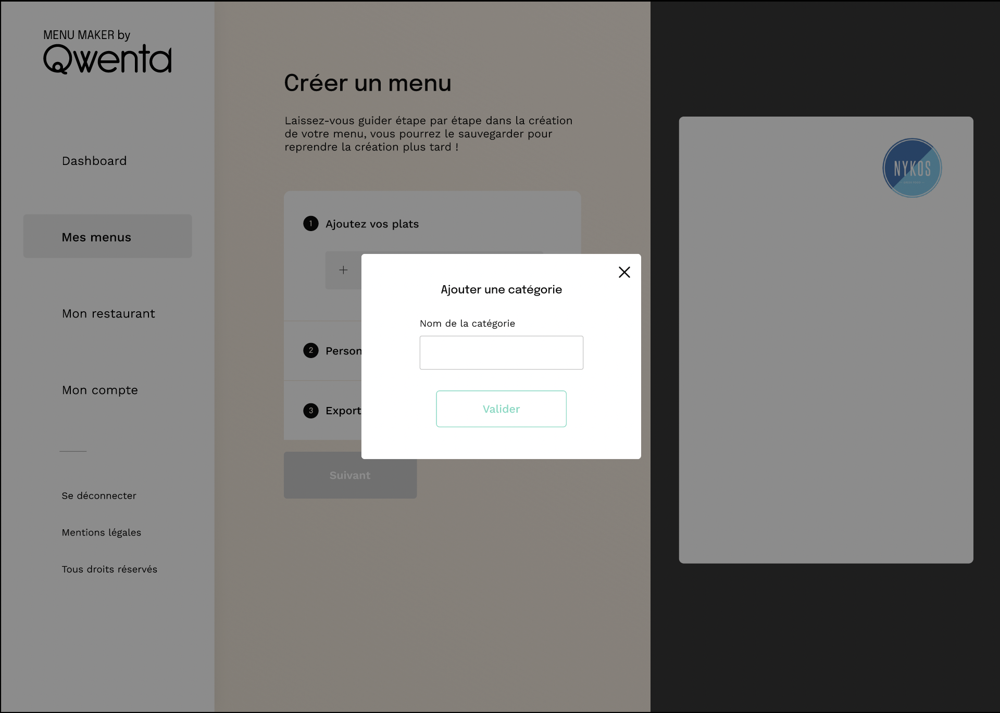 MENU MAKER by
Qwenta
Dashboard
Mes menus
Mon restaurant
Mon compte
Se déconnecter
Mentions légales
Tous droits réservés
Créer un menu
Laissez-vous guider étape par étape dans la création
de votre menu, vous pourrez le sauvegarder pour
reprendre la création plus tard !
1 Ajoutez vos plats
+
2 Person
3 Export
Suivant
Ajouter une catégorie
Nom de la catégorie
Valider
NYKOS